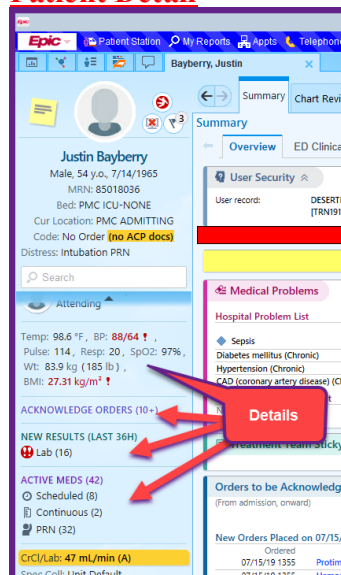 Patient Detail
Epic
Epic Patient Station My Reports Appts Telephone
Bayberry, Justin
3
Summary Chart Revi
Summary
Overview ED Clinica
Justin Bayberry
Male, 54 y.o., 7/14/1965
MRN: 85018036
Bed: PMC ICU-NONE
Cur Location: PMC ADMITTING
Code: No Order (no ACP docs)
Distress: Intubation PRN
Search
Attending
Temp: 98.6 °F, BP: 88/64 ! ,
Pulse: 114 , Resp: 20 , SpO2: 97% ,
Wt: 83.9 kg (185 lb) ,
BMI: 27.31 kg/m² !
ACKNOWLEDGE ORDERS (10+)
NEW RESULTS (LAST 36H)
Lab (16)
ACTIVE MEDS (42)
Scheduled (8)
Continuous (2)
PRN (32)
CrCl/Lab: 47 mL/min (A)
Spec Coll: Unit Default
User Security
User record: DESERT
[TRN191
Medical Problems
Hospital Problem List
Sepsis
Diabetes mellitus (Chronic)
Hypertension (Chronic)
CAD (coronary artery disease) (C
Details
Treatment Team Sticky
Orders to be Acknowledg
(From admission, onward)
New Orders Placed on 07/15/
Ordered
07/15/19 1355 Protim
07/15/19 1355